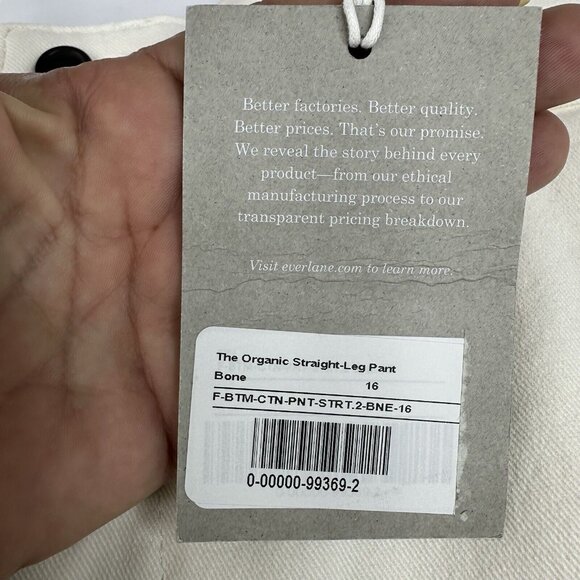 Better factories. Better quality.
Better prices. That's our promise.
We reveal the story behind every
product—from our ethical
manufacturing process to our
transparent pricing breakdown.
Visit everlane.com to learn more.
The Organic Straight-Leg Pant
Bone 16
F-BTM-CTN-PNT-STRT.2-BNE-16
0-00000-99369-2